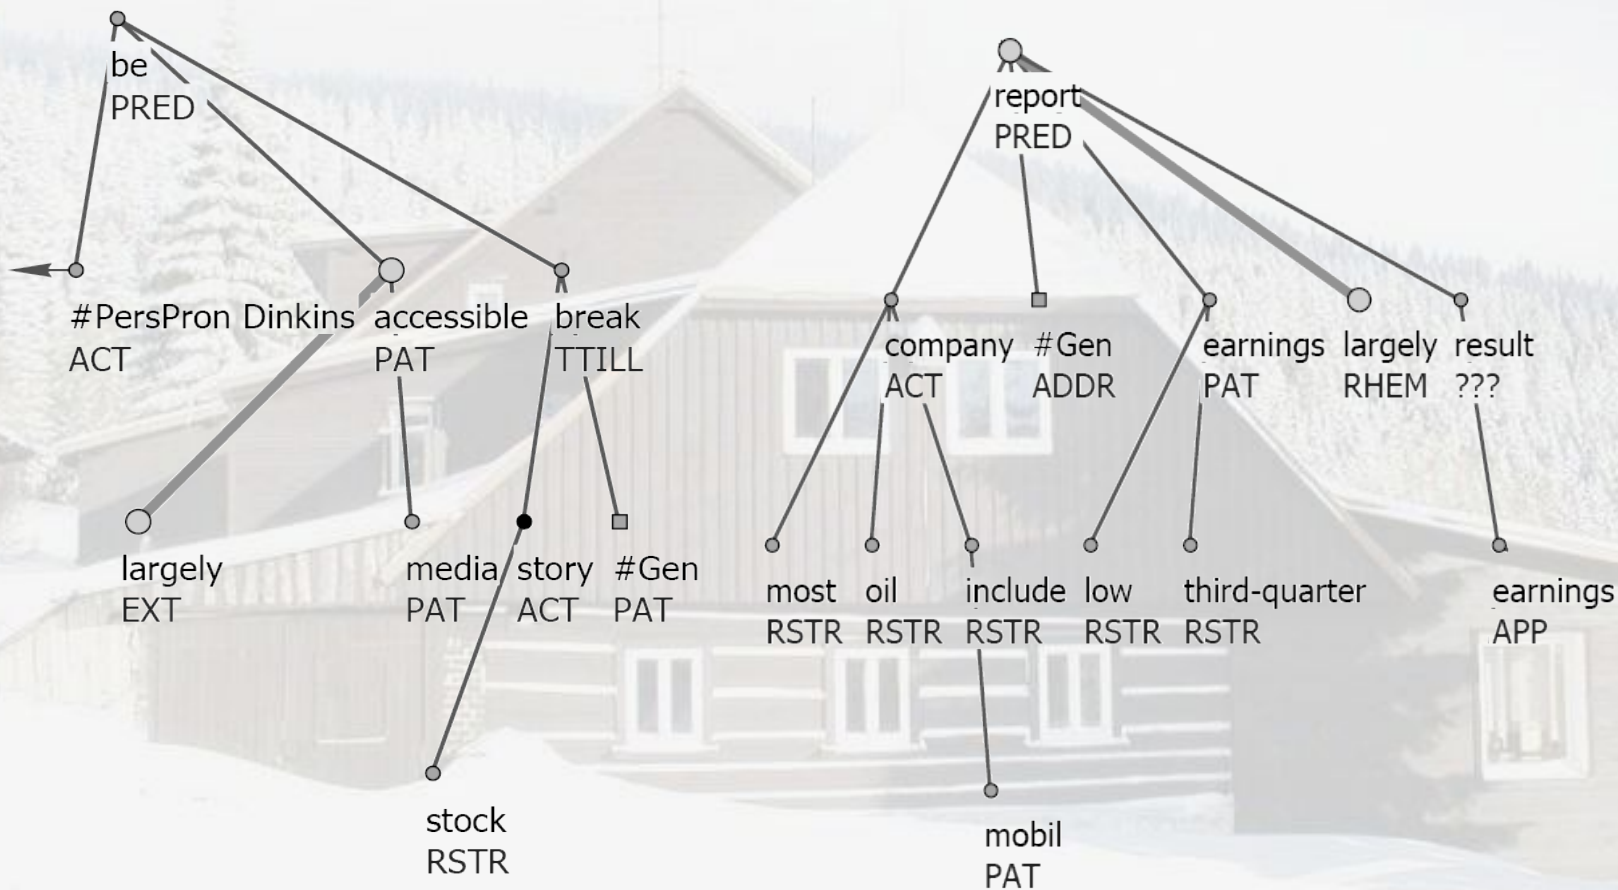 be
PRED
report
PRED
#PersPron Dinkins
ACT
accessible
PAT
break
TTILL
company
ACT
#Gen
ADDR
earnings
PAT
largely
RHEM
result
???
largely
EXT
media
PAT
story
ACT
#Gen
PAT
most
RSTR
oil
RSTR
include
RSTR
low
RSTR
third-quarter
RSTR
earnings
APP
stock
RSTR
mobil
PAT